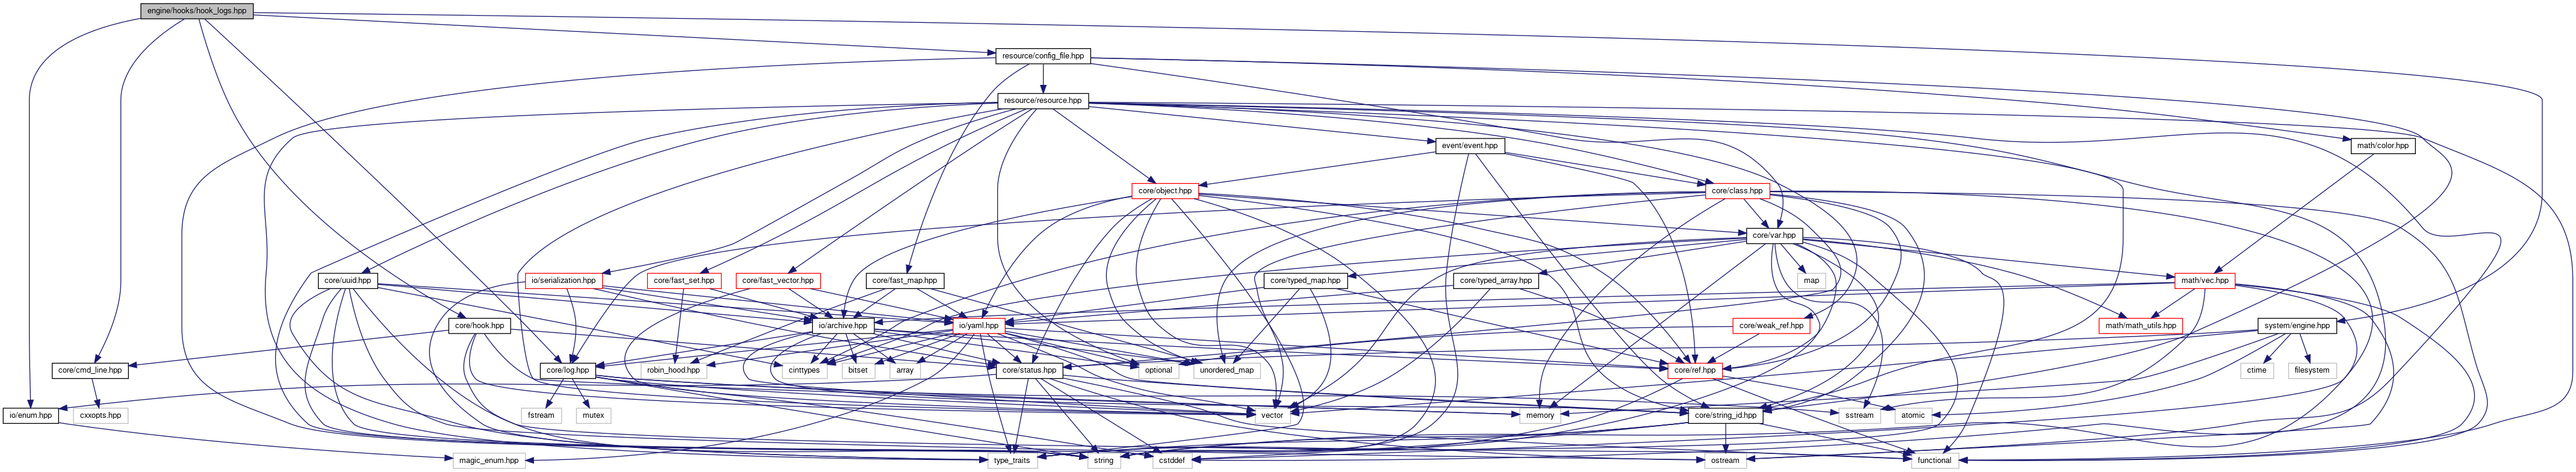 engine/hooks/hook_logs.hpp
resource/config_file.hpp
resource/resource.hpp
event/event.hpp
math/color.hpp
core/object.hpp
core/class.hpp
core/var.hpp
core/uuid.hpp
io/serialization.hpp
core/fast_set.hpp
core/fast_vector.hpp
core/fast_map.hpp
core/typed_map.hpp
core/typed_array.hpp
map
math/vec.hpp
core/hook.hpp
io/archive.hpp
io/yaml.hpp
core/weak_ref.hpp
math/math_utils.hpp
system/engine.hpp
core/cmd_line.hpp
core/log.hpp
robin_hood.hpp
cinttypes
bitset
array
core/status.hpp
optional
unordered_map
core/ref.hpp
ctime
filesystem
io/enum.hpp
cxxopts.hpp
fstream
mutex
vector
memory
core/string_id.hpp
sstream
atomic
magic_enum.hpp
type_traits
string
cstddef
ostream
functional